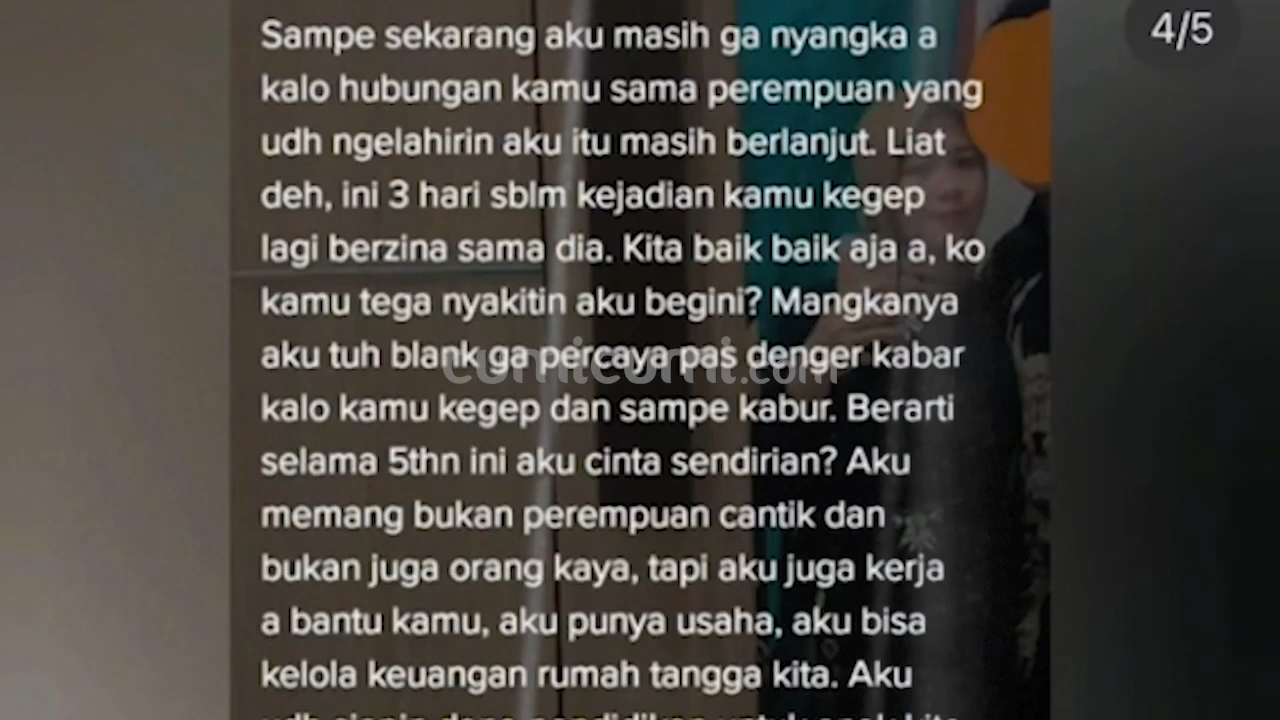 4/5
Sampe sekarang aku masih ga nyangka a
kalo hubungan kamu sama perempuan yang
udh ngelahirin aku itu masih berlanjut. Liat
deh, ini 3 hari sblm kejadian kamu kegep
lagi berzina sama dia. Kita baik baik aja a, ko
kamu tega nyakitin aku begini? Mangkanya
aku tuh blank ga percaya pas denger kabar
cumicumi.com
kalo kamu kegep dan sampe kabur. Berarti
selama 5thn ini aku cinta sendirian? Aku
memang bukan perempuan cantik dan
bukan juga orang kaya, tapi aku juga kerja
a bantu kamu, aku punya usaha, aku bisa
kelola keuangan rumah tangga kita. Aku